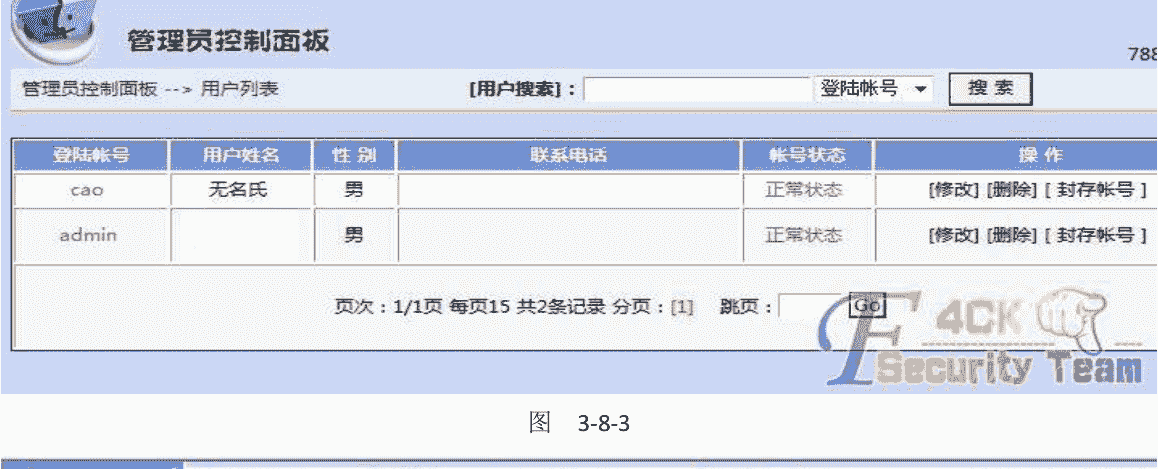 管理员控制面板
788
管理员控制面板 --> 用户列表 [用户搜索]： 登陆帐号 搜 索
登陆帐号 用户姓名 性 别 联系电话 帐号状态 操 作
cao 无名氏 男 正常状态 [修改] [删除] [ 封存帐号 ]
admin 男 正常状态 [修改] [删除] [ 封存帐号 ]
页次：1/1页 每页15 共2条记录 分页：[1] 跳页： Go
F4CK
Security Team
图 3-8-3